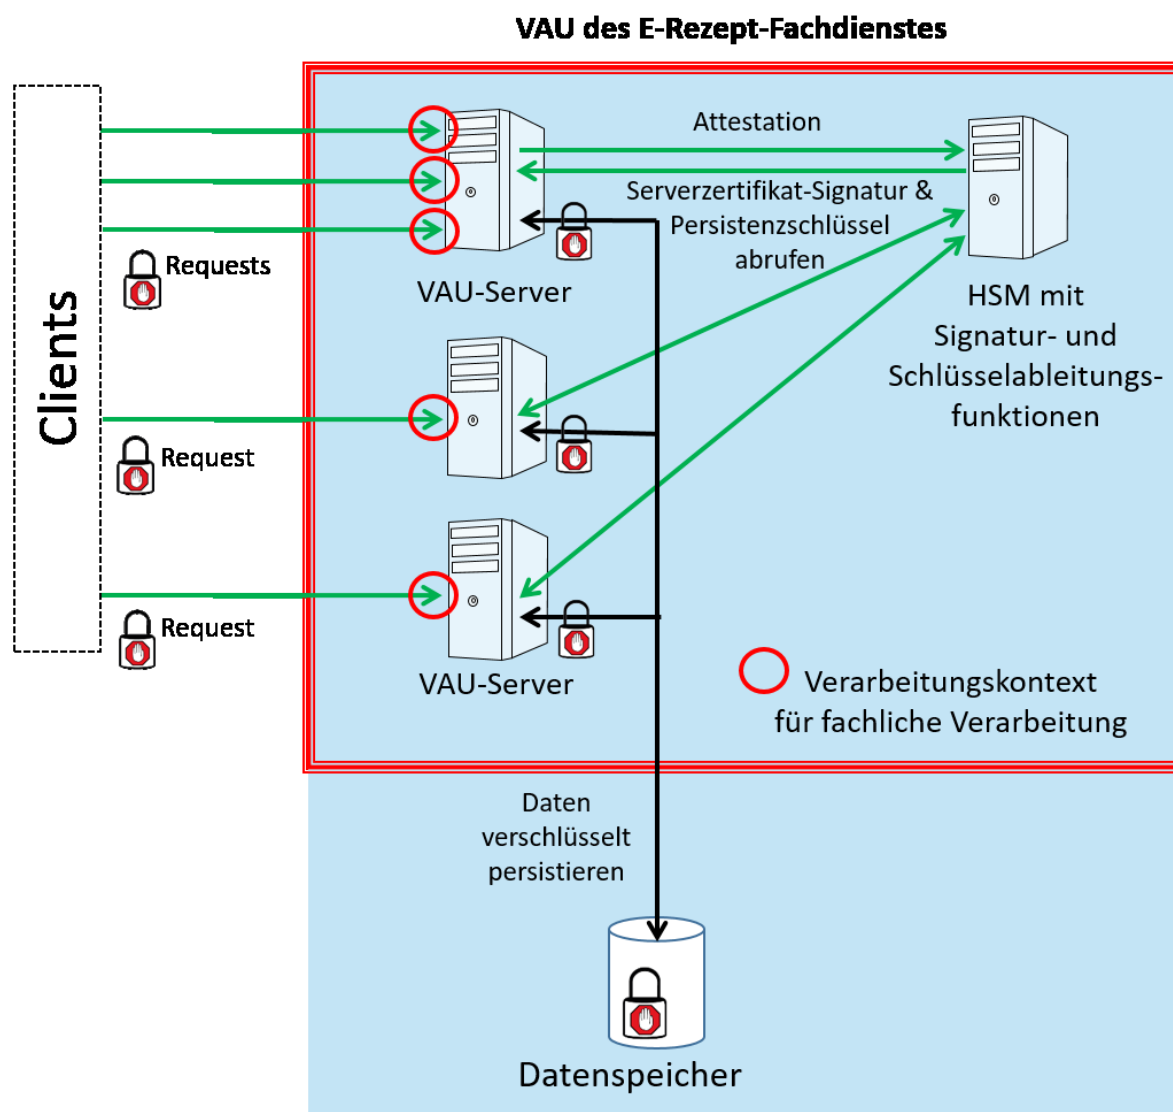 VAU des E-Rezept-Fachdienstes
Clients
Attestation
Serverzertifikat-Signatur &
Persistenzschlüssel
abrufen
Requests
VAU-Server
HSM mit
Signatur- und
Schlüsselableitungs-
funktionen
Request
Request
VAU-Server
Verarbeitungskontext
für fachliche Verarbeitung
Daten
verschlüsselt
persistieren
Datenspeicher